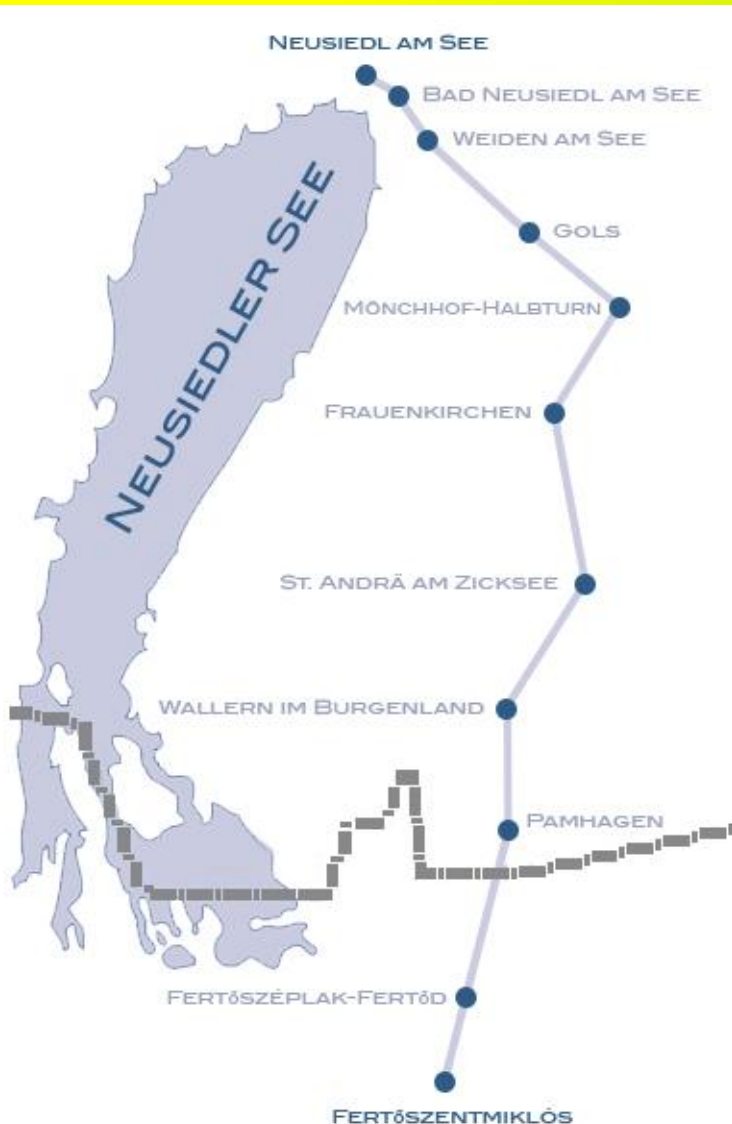 NEUSIEDL AM SEE
BAD NEUSIEDL AM SEE
WEIDEN AM SEE
NEUSIEDLER SEE
GOLS
MÖNCHHOF-HALBTURN
FRAUENKIRCHEN
ST. ANDRÄ AM ZICKSEE
WALLERN IM BURGENLAND
PAMHAGEN
FERTőSZÉPLAK-FERTőD
FERTőSZENTMIKLÓS